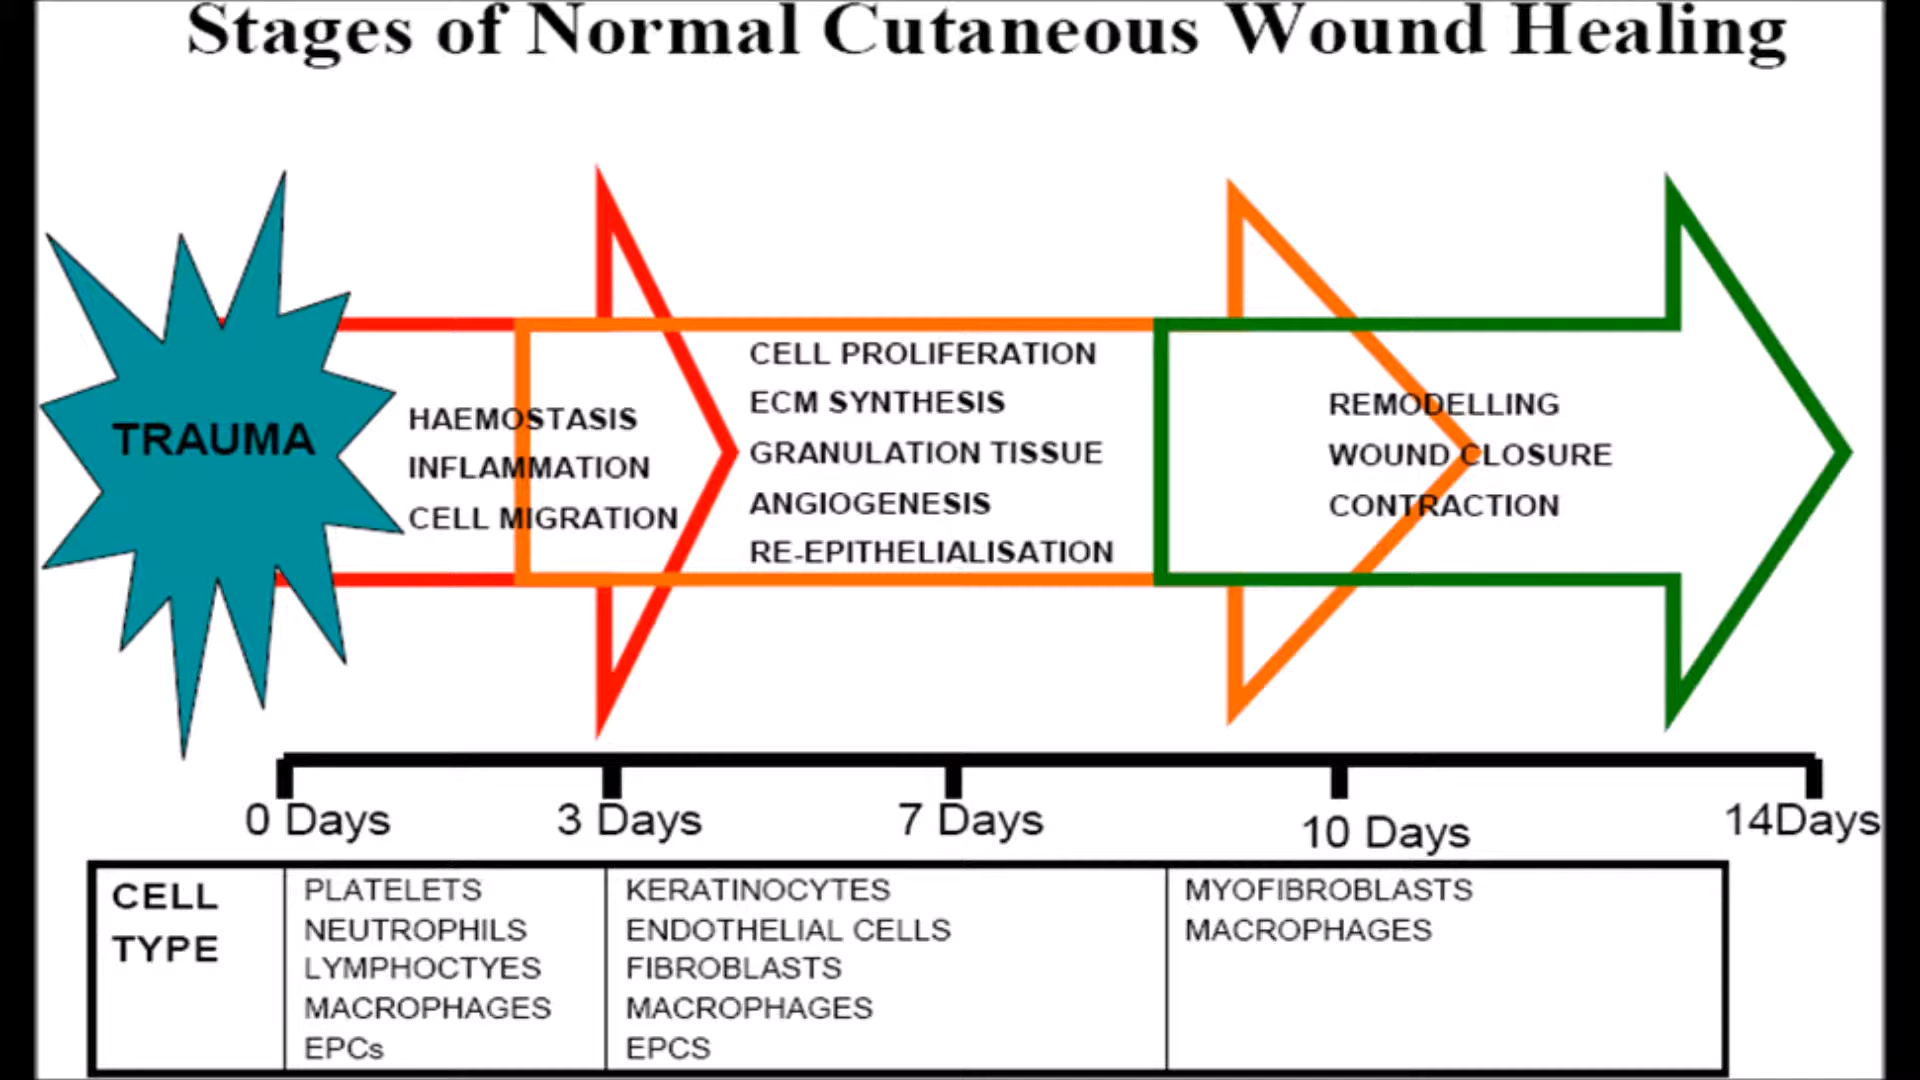 Stages of Normal Cutaneous Wound Healing
TRAUMA
HAEMOSTASIS
INFLAMMATION
CELL MIGRATION
CELL PROLIFERATION
ECM SYNTHESIS
GRANULATION TISSUE
ANGIOGENESIS
RE-EPITHELIALISATION
REMODELLING
WOUND CLOSURE
CONTRACTION
0 Days
3 Days
7 Days
10 Days
14Days
CELL
TYPE
PLATELETS
NEUTROPHILS
LYMPHOCTYES
MACROPHAGES
EPCs
KERATINOCYTES
ENDOTHELIAL CELLS
FIBROBLASTS
MACROPHAGES
EPCS
MYOFIBROBLASTS
MACROPHAGES